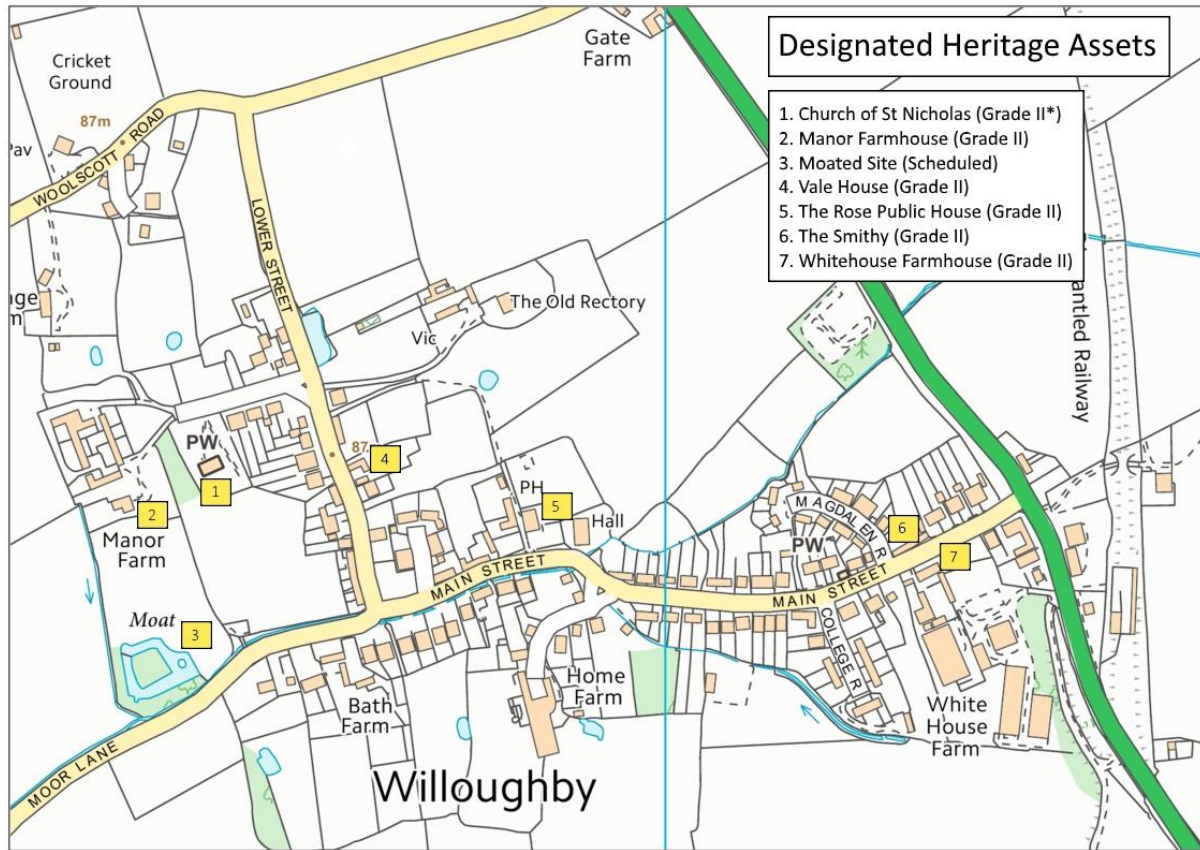 Designated Heritage Assets
1. Church of St Nicholas (Grade II*)
2. Manor Farmhouse (Grade II)
3. Moated Site (Scheduled)
4. Vale House (Grade II)
5. The Rose Public House (Grade II)
6. The Smithy (Grade II)
7. Whitehouse Farmhouse (Grade II)
Gate
Farm
Cricket
Ground
87m
Pav
WOOLSCOTT ROAD
LOWER STREET
The Old Rectory
Vic
antled Railway
PW
87
4
1
2
Manor
Farm
PH
5
Hall
MAGDALEN R
6
PW
7
MAIN STREET
MAIN STREET
COLLEGE R
Moat
3
Bath
Farm
Home
Farm
White
House
Farm
MOOR LANE
Willoughby